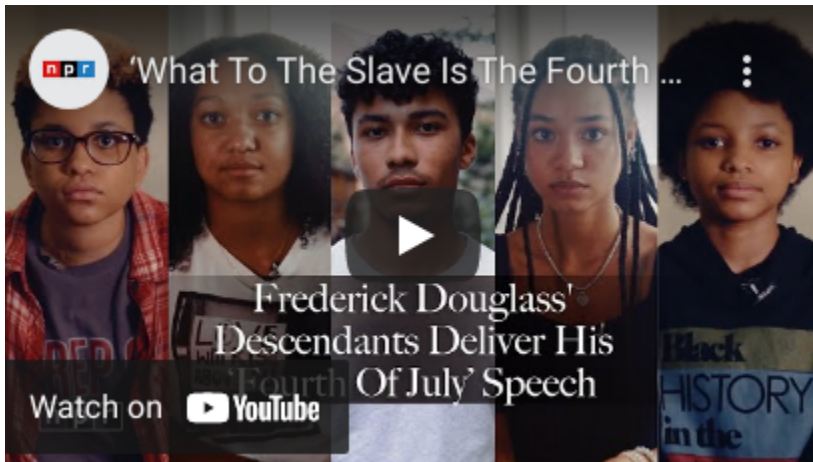 npr
‘What To The Slave Is The Fourth ...
Frederick Douglass'
Descendants Deliver His
‘Fourth Of July’ Speech
Watch on YouTube
Black
HISTORY
in the